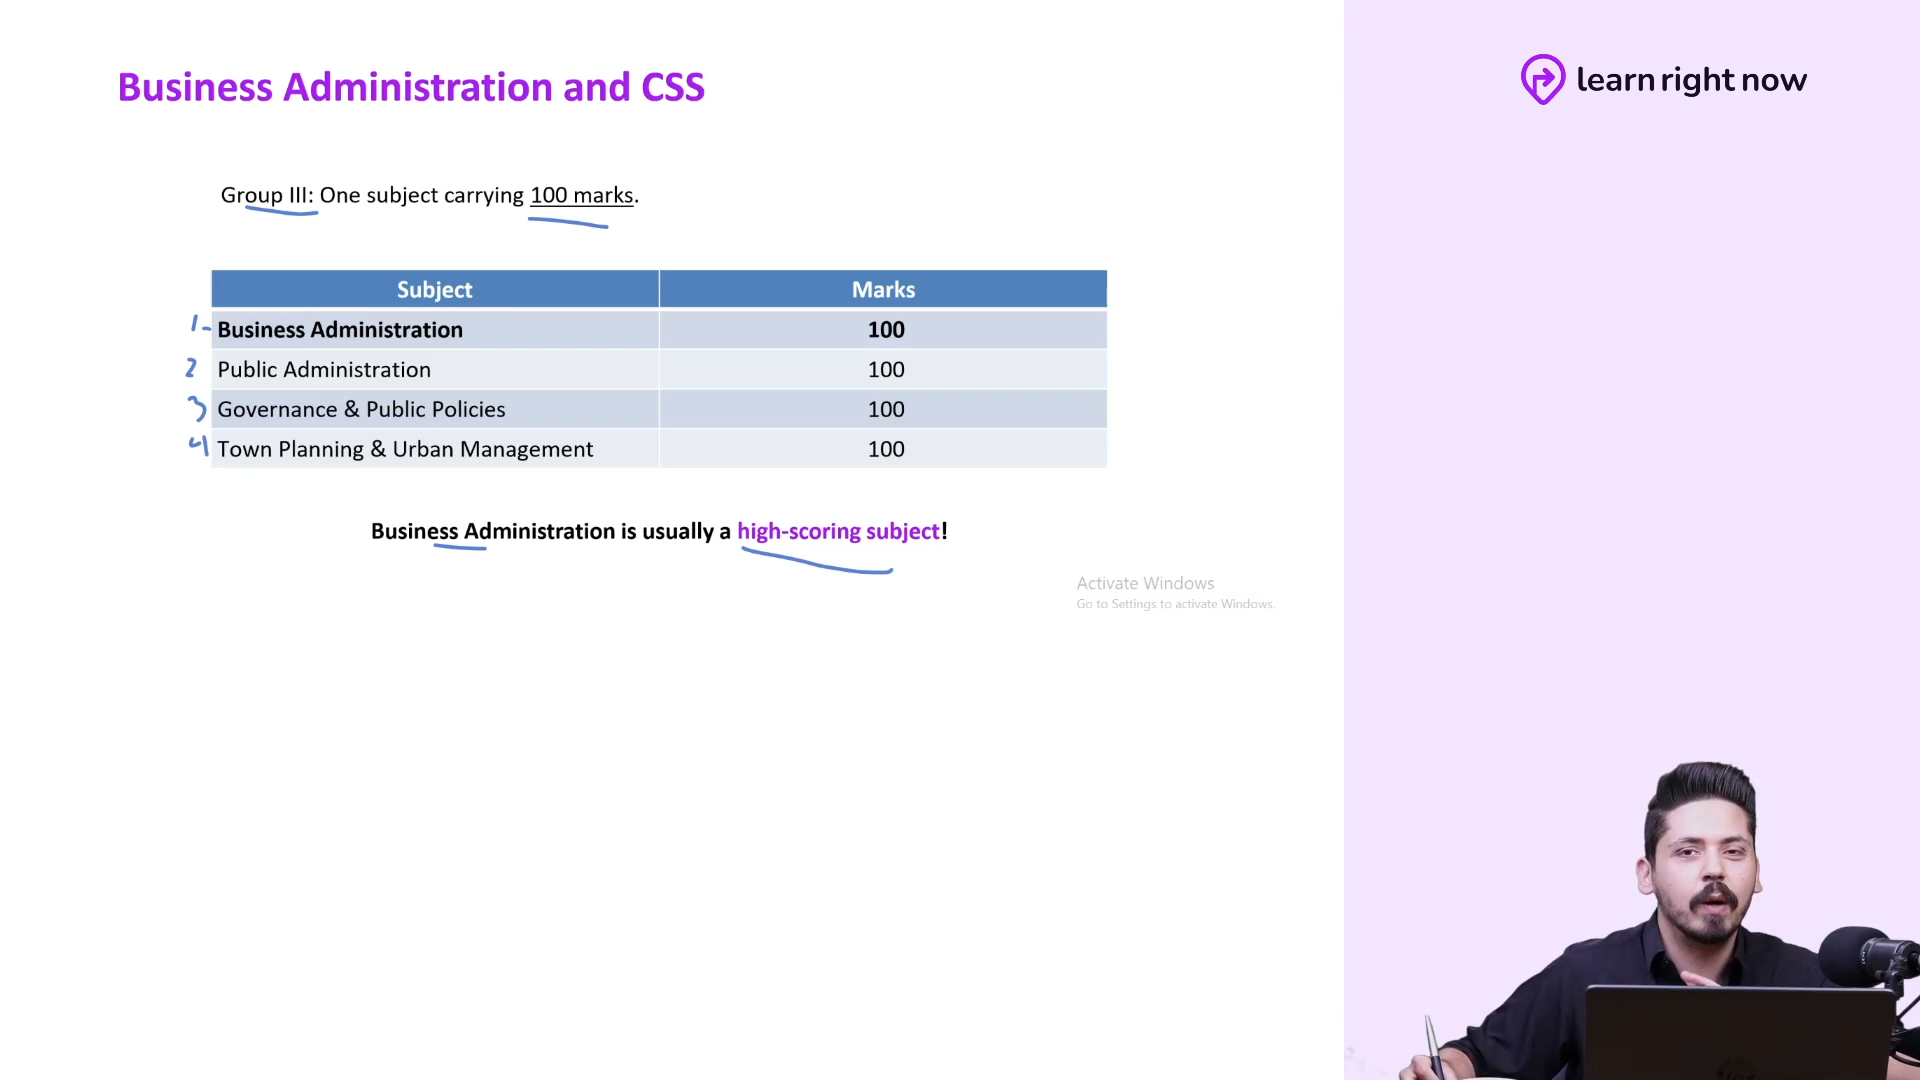 Business Administration and CSS
learn right now
Group III: One subject carrying 100 marks.
Subject Marks
1- Business Administration 100
2 Public Administration 100
3 Governance & Public Policies 100
4 Town Planning & Urban Management 100
Business Administration is usually a high-scoring subject!
Activate Windows
Go to Settings to activate Windows.